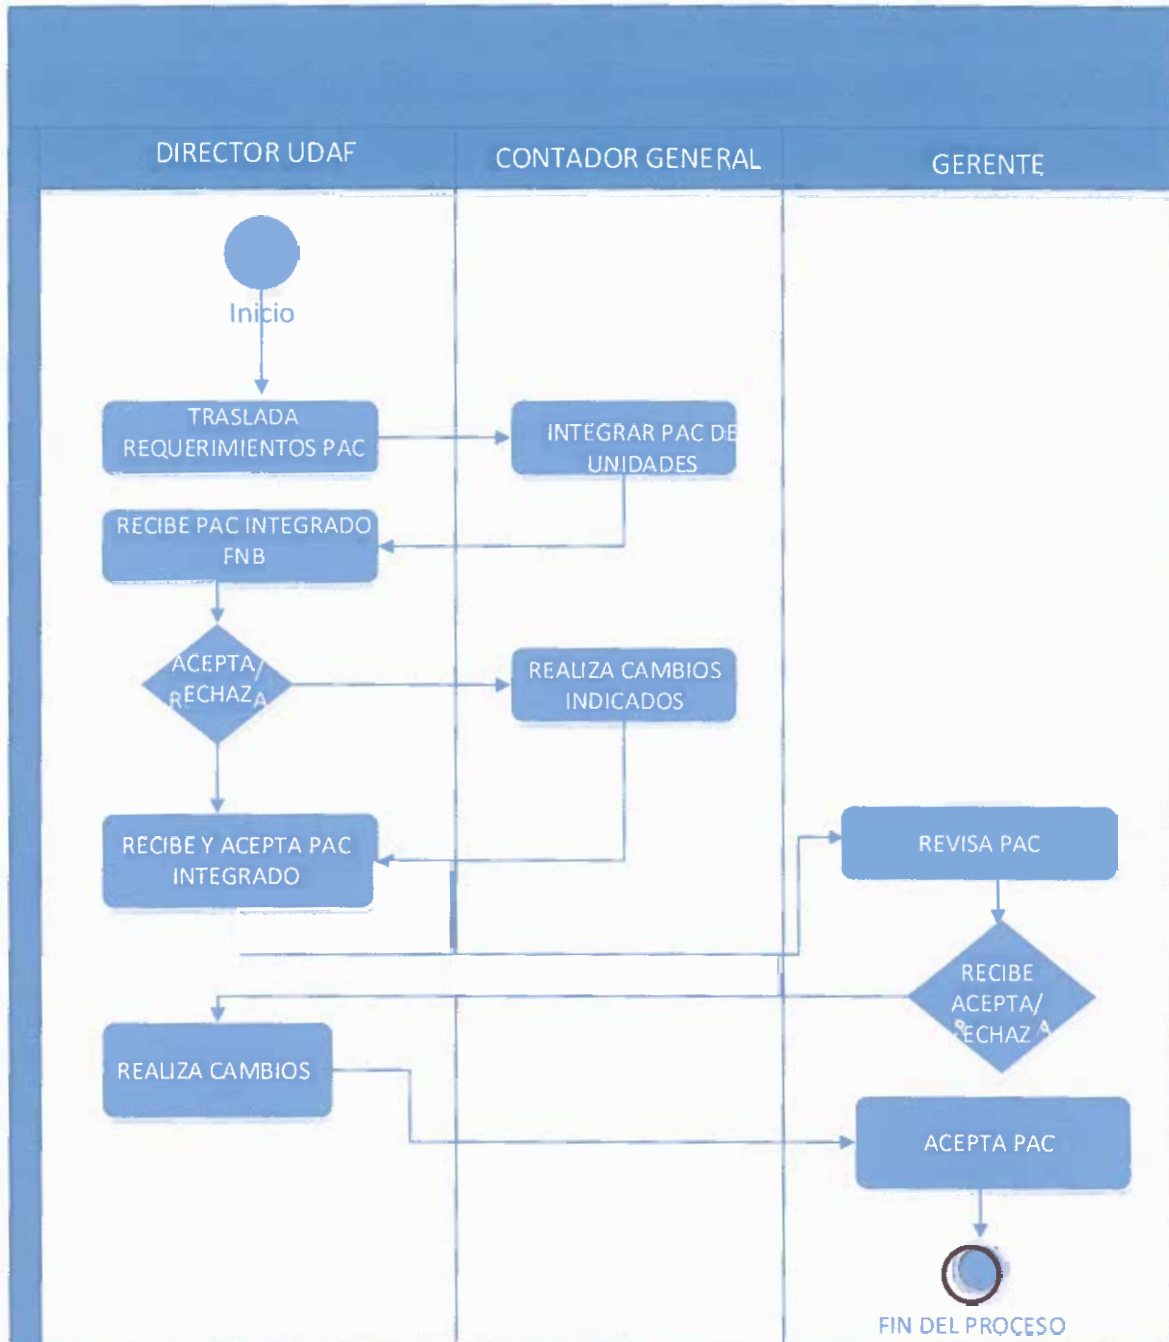 DIRECTOR UDAF
CONTADOR GENERAL
GERENTE
Inicio
TRASLADA
REQUERIMIENTOS PAC
INTEGRAR PAC DE
UNIDADES
RECIBE PAC INTEGRADO
FNB
ACEPTA/
RECHAZA
REALIZA CAMBIOS
INDICADOS
RECIBE Y ACEPTA PAC
INTEGRADO
REVISA PAC
RECIBE
ACEPTA/
RECHAZA
REALIZA CAMBIOS
ACEPTA PAC
FIN DEL PROCESO